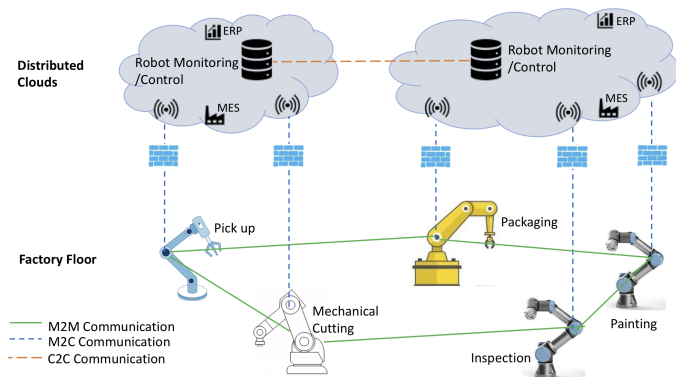 ERP
ERP
Distributed
Clouds
Robot Monitoring
/Control
Robot Monitoring
/Control
MES
MES
Pick up
Packaging
Factory Floor
Mechanical
Cutting
Painting
Inspection
M2M Communication
M2C Communication
C2C Communication